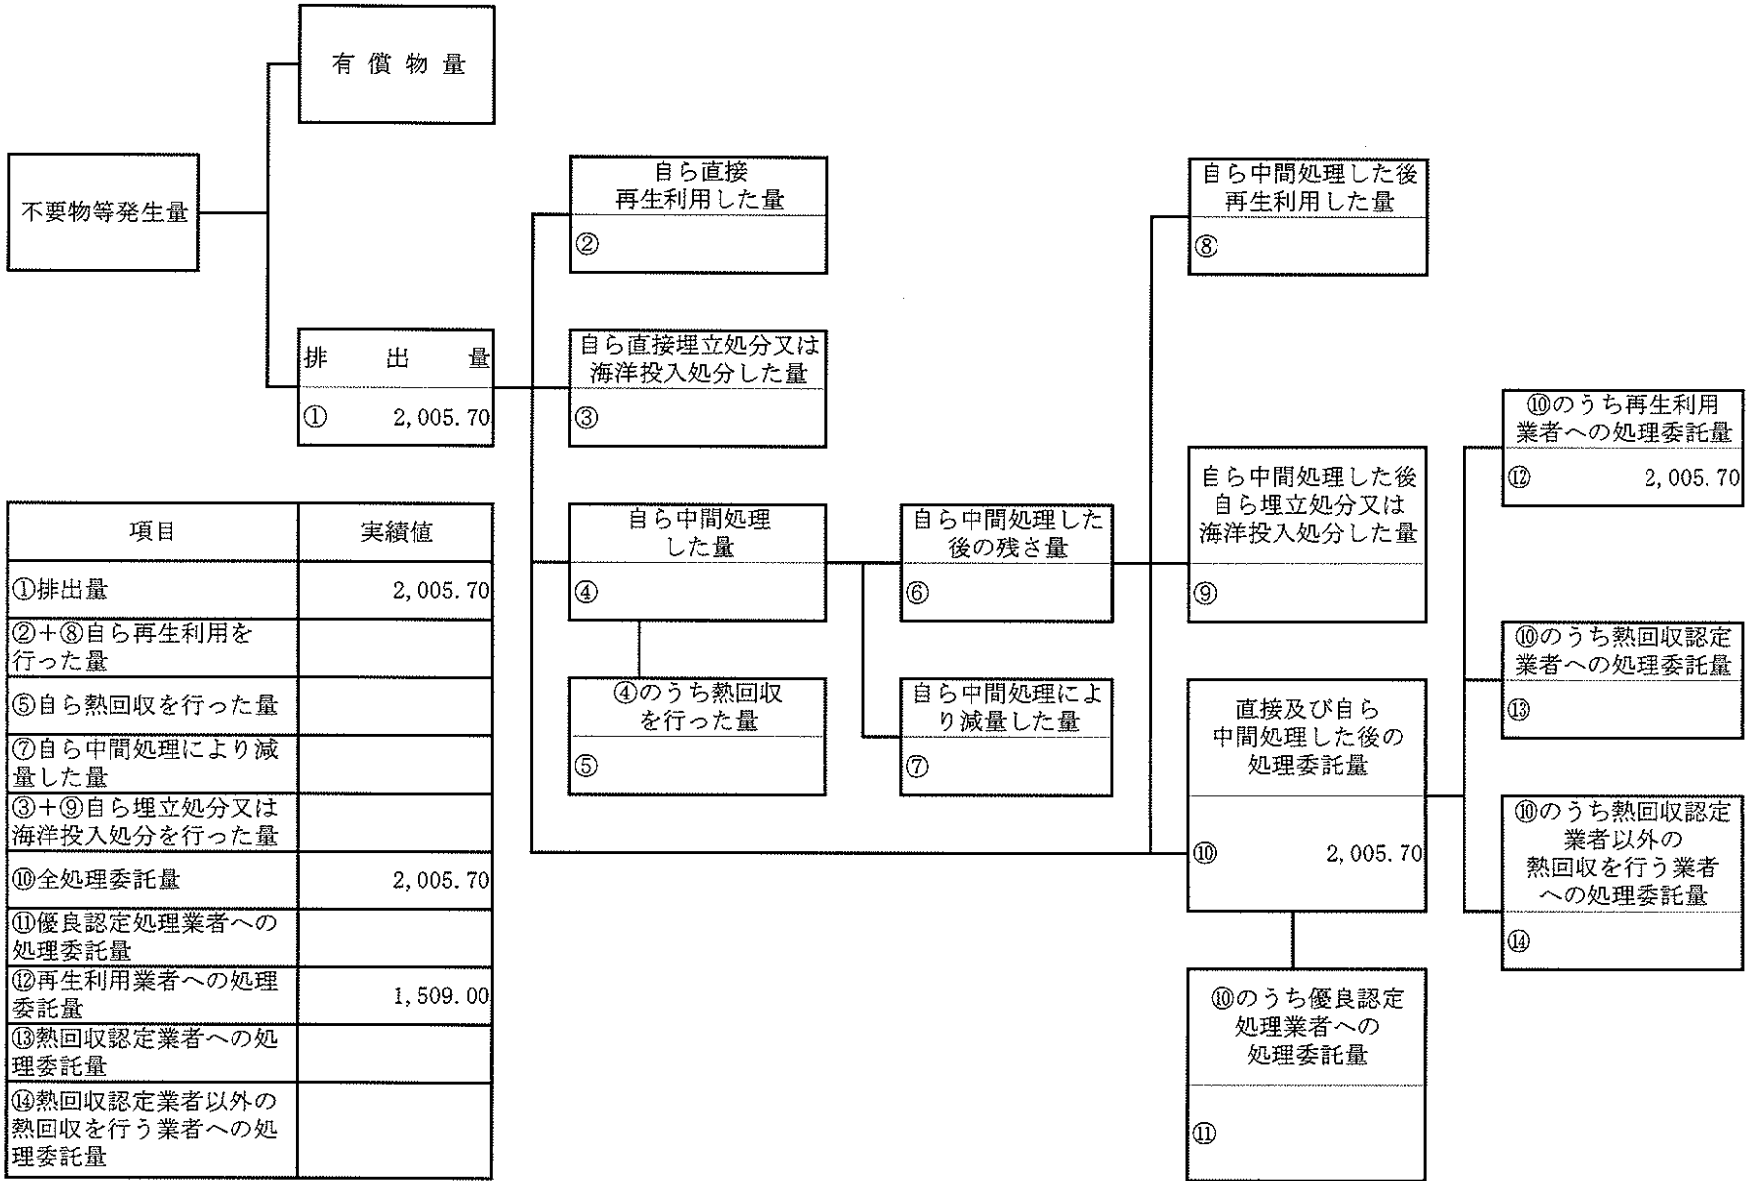 有償物量
不要物等発生量
排出量
① 2,005.70
自ら直接
再生利用した量
②
自ら直接埋立処分又は
海洋投入処分した量
③
自ら中間処理
した量
④
④のうち熱回収
を行った量
⑤
自ら中間処理した
後の残さ量
⑥
自ら中間処理によ
り減量した量
⑦
自ら中間処理した後
再生利用した量
⑧
自ら中間処理した後
自ら埋立処分又は
海洋投入処分した量
⑨
直接及び自ら
中間処理した後の
処理委託量
⑩ 2,005.70
⑩のうち優良認定
処理業者への
処理委託量
⑪
⑩のうち再生利用
業者への処理委託量
⑫ 2,005.70
⑩のうち熱回収認定
業者への処理委託量
⑬
⑩のうち熱回収認定
業者以外の
熱回収を行う業者
への処理委託量
⑭
項目 実績値
①排出量 2,005.70
②+⑧自ら再生利用を
行った量
⑤自ら熱回収を行った量
⑦自ら中間処理により減
量した量
③+⑨自ら埋立処分又は
海洋投入処分を行った量
⑩全処理委託量 2,005.70
⑪優良認定処理業者への
処理委託量
⑫再生利用業者への処理
委託量 1,509.00
⑬熱回収認定業者への処
理委託量
⑭熱回収認定業者以外の
熱回収を行う業者への処
理委託量